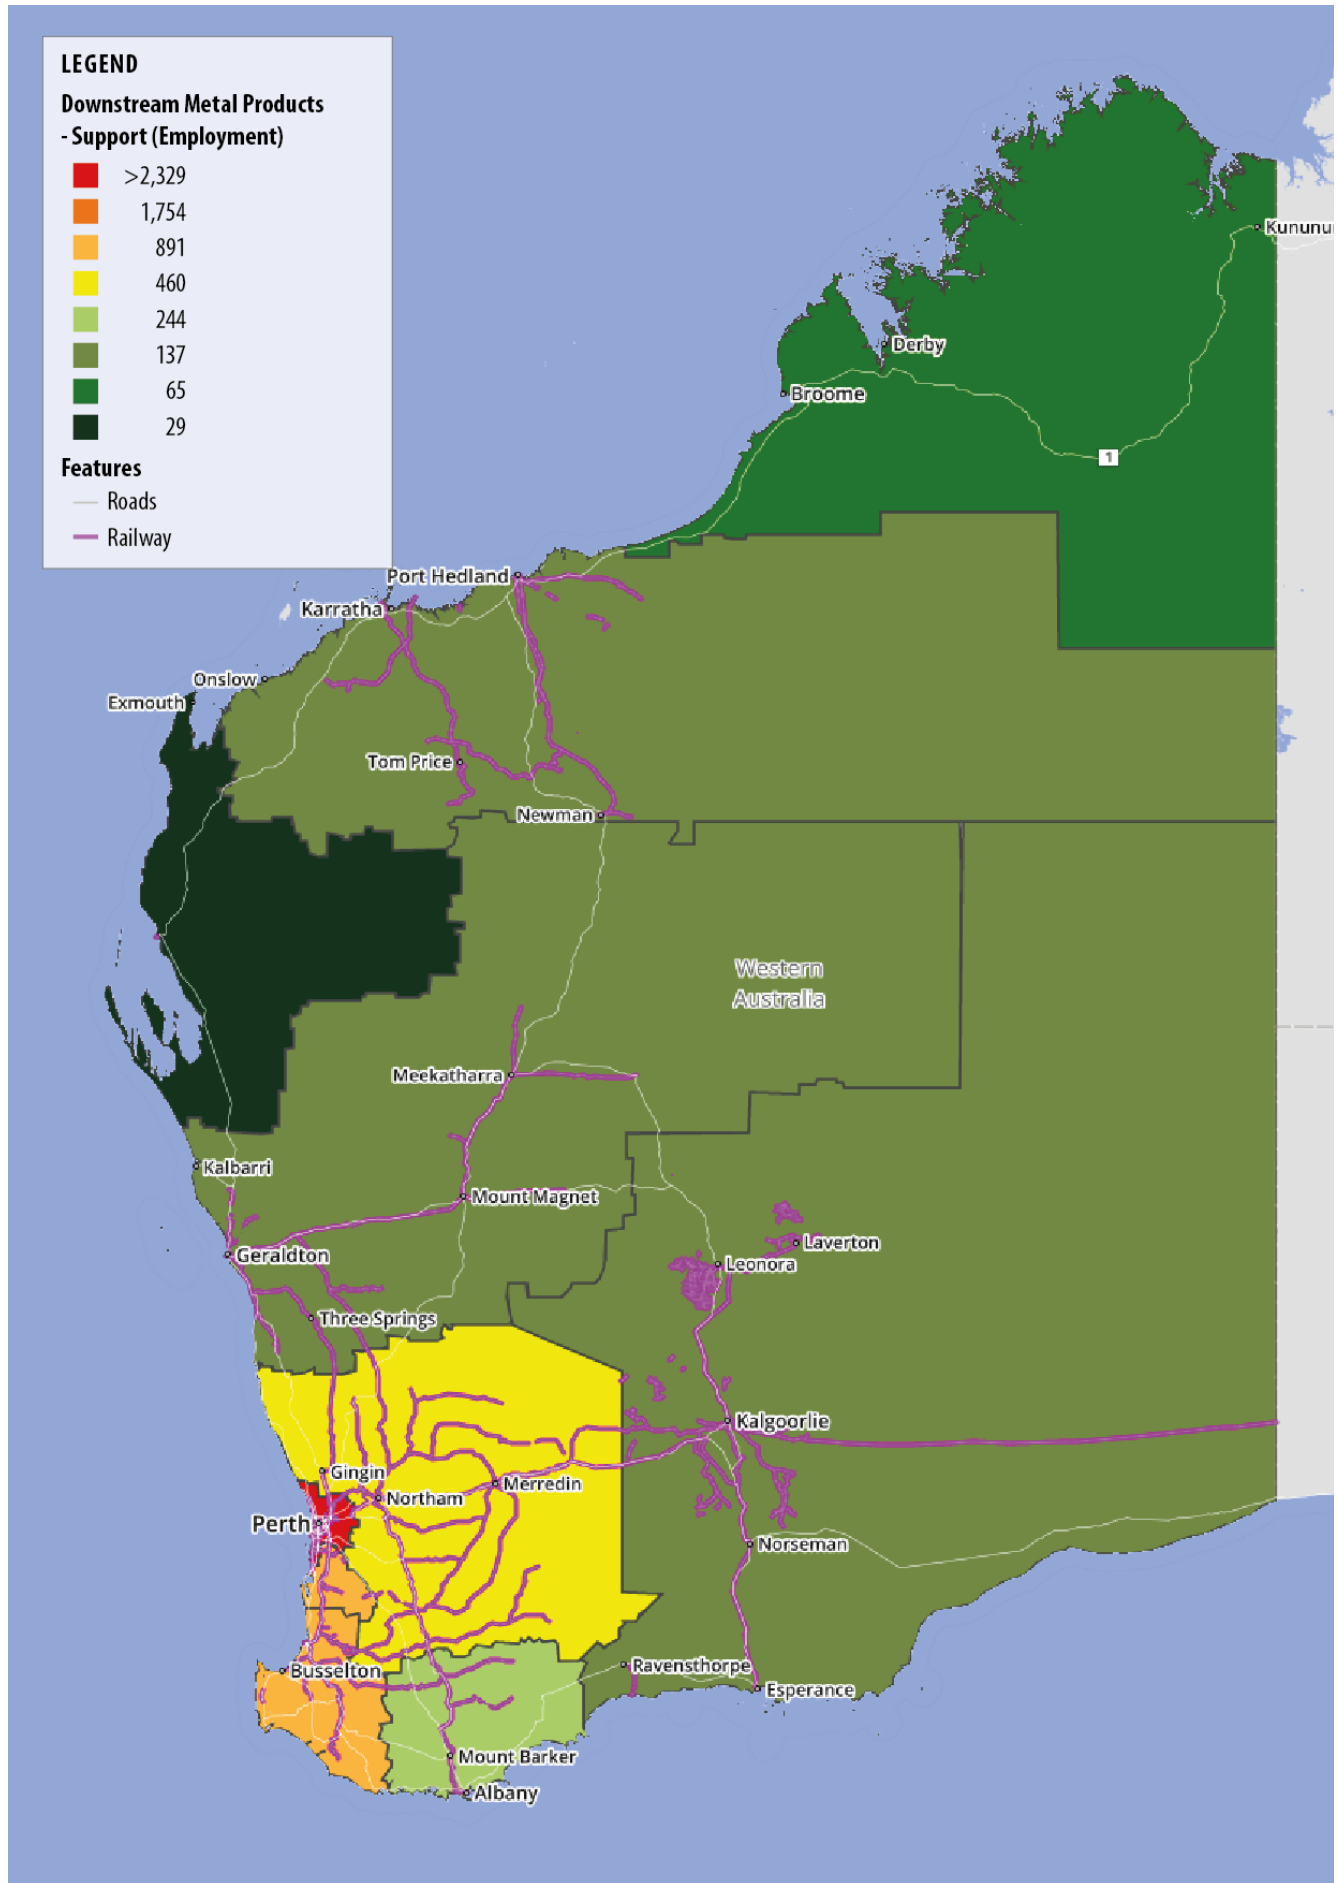 LEGEND
Downstream Metal Products
- Support (Employment)
>2,329
1,754
891
460
244
137
65
29
Features
Roads
Railway
Kununu
Derby
Broome
1
Port Hedland
Karratha
Onslow
Exmouth
Tom Price
Newman
Western
Australia
Meekatharra
Kalbarri
Mount Magnet
Laverton
Geraldton
Leonora
Three Springs
Kalgoorlie
Gingin
Merredin
Northam
Perth
Norseman
Ravensthorpe
Busselton
Esperance
Mount Barker
Albany